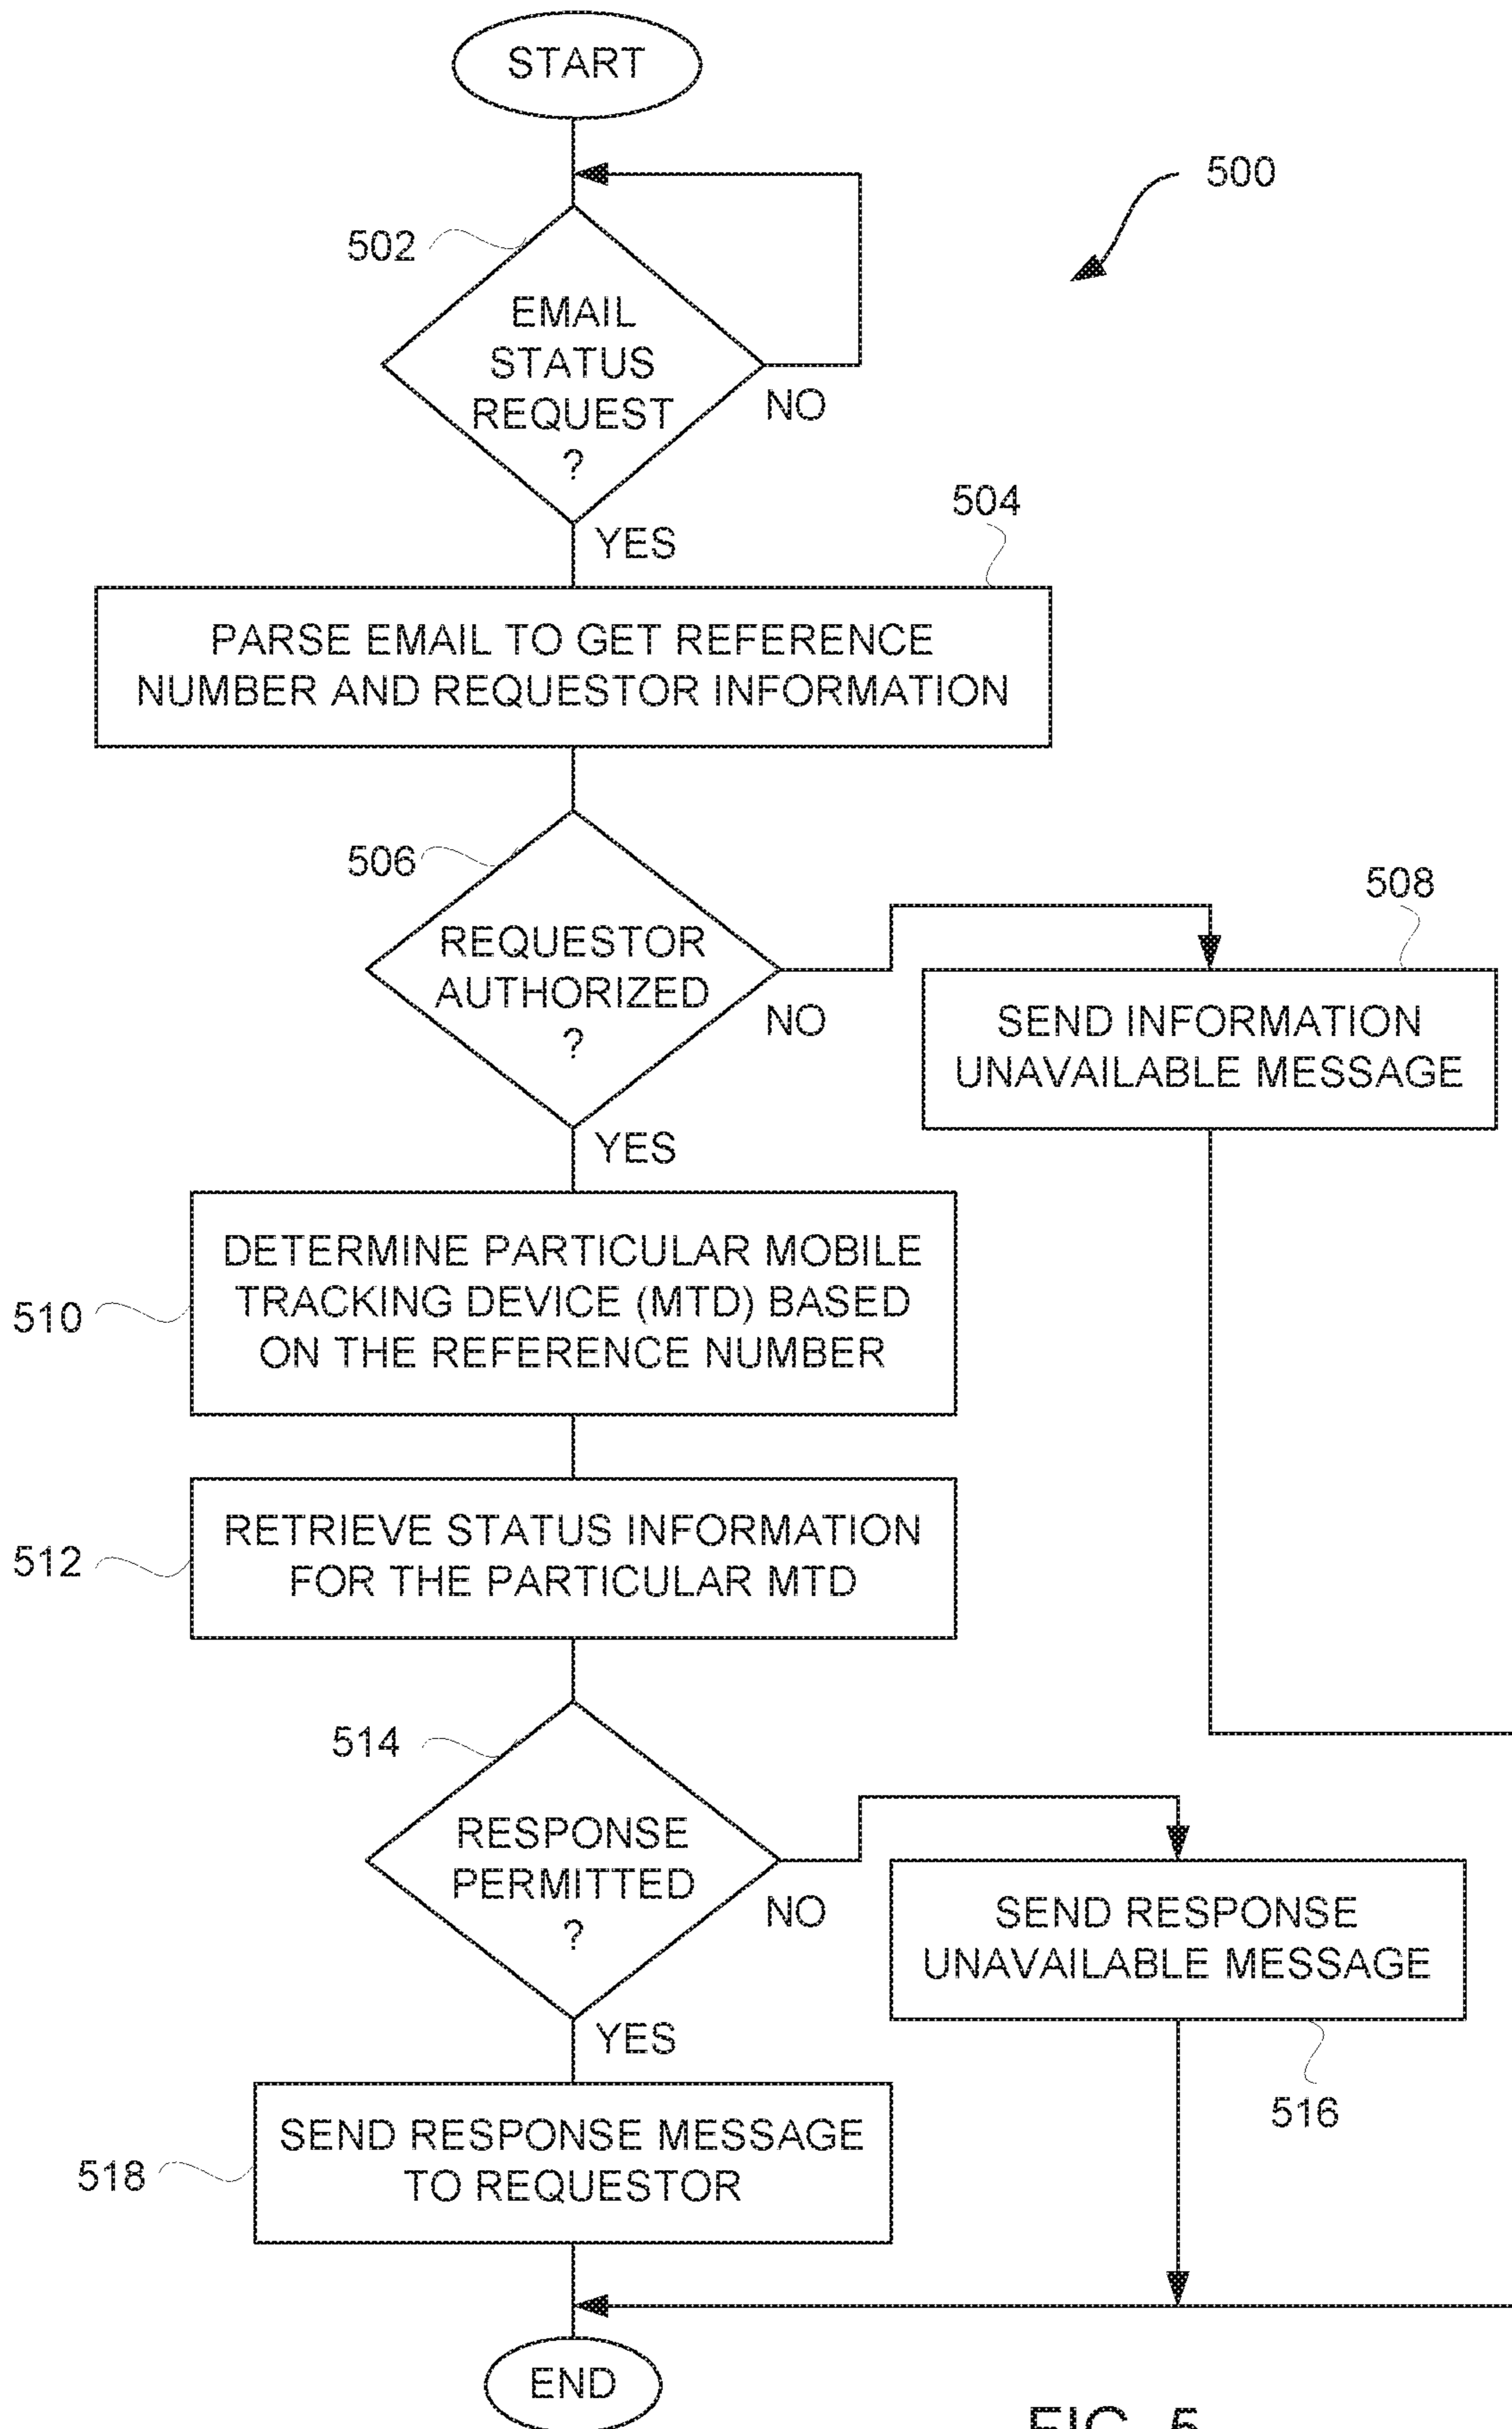 START
500
502
EMAIL
STATUS
REQUEST
?
NO
YES
504
PARSE EMAIL TO GET REFERENCE
NUMBER AND REQUESTOR INFORMATION
506
REQUESTOR
AUTHORIZED
?
NO
508
SEND INFORMATION
UNAVAILABLE MESSAGE
YES
510
DETERMINE PARTICULAR MOBILE
TRACKING DEVICE (MTD) BASED
ON THE REFERENCE NUMBER
512
RETRIEVE STATUS INFORMATION
FOR THE PARTICULAR MTD
514
RESPONSE
PERMITTED
?
NO
SEND RESPONSE
UNAVAILABLE MESSAGE
516
YES
518
SEND RESPONSE MESSAGE
TO REQUESTOR
END
FIG. 5